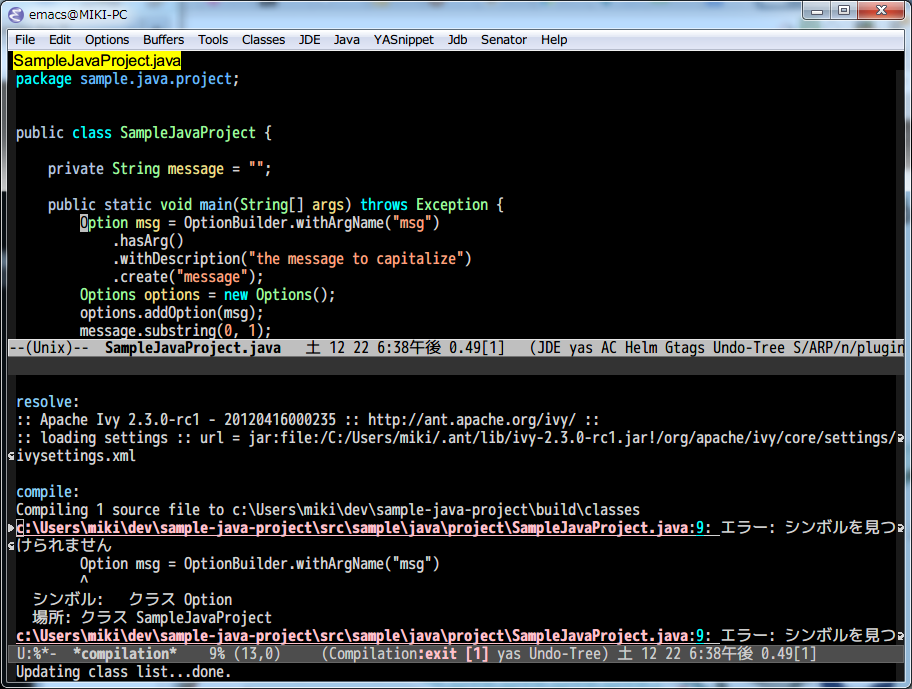 emacs@MIKI-PC
File Edit Options Buffers Tools Classes JDE Java YASnippet Jdb Senator Help
SampleJavaProject.java
package sample.java.project;
public class SampleJavaProject {
private String message = "";
public static void main(String[] args) throws Exception {
Option msg = OptionBuilder.withArgName("msg")
.hasArg()
.withDescription("the message to capitalize")
.create("message");
Options options = new Options();
options.addOption(msg);
message.substring(0, 1);
--(Unix)--  SampleJavaProject.java   土 12 22 6:38午後 0.49[1]   (JDE yas AC Helm Gtags Undo-Tree S/ARP/n/plugin
resolve:
:: Apache Ivy 2.3.0-rc1 - 20120416000235 :: http://ant.apache.org/ivy/ ::
:: loading settings :: url = jar:file:/C:/Users/miki/.ant/lib/ivy-2.3.0-rc1.jar!/org/apache/ivy/core/settings/
ivysettings.xml
compile:
Compiling 1 source file to c:\Users\miki\dev\sample-java-project\build\classes
c:\Users\miki\dev\sample-java-project\src\sample\java\project\SampleJavaProject.java:9: エラー: シンボルを見つ
けられません
Option msg = OptionBuilder.withArgName("msg")
^
シンボル:   クラス Option
場所: クラス SampleJavaProject
c:\Users\miki\dev\sample-java-project\src\sample\java\project\SampleJavaProject.java:9: エラー: シンボルを見つ
U:%*-  *compilation*    9% (13,0)     (Compilation:exit [1] yas Undo-Tree) 土 12 22 6:38午後 0.49[1]
Updating class list...done.